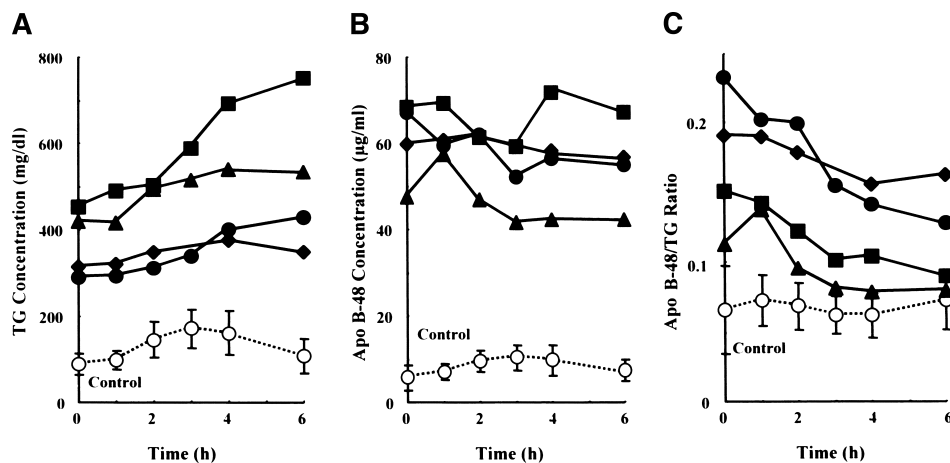 A
TG Concentration (mg/dl)
800
600
400
200
0
Control
0 2 4 6
Time (h)
B
Apo B-48 Concentration (µg/ml)
80
60
40
20
0
Control
0 2 4 6
Time (h)
C
Apo B-48/TG Ratio
0.2
0.1
0
Control
0 2 4 6
Time (h)